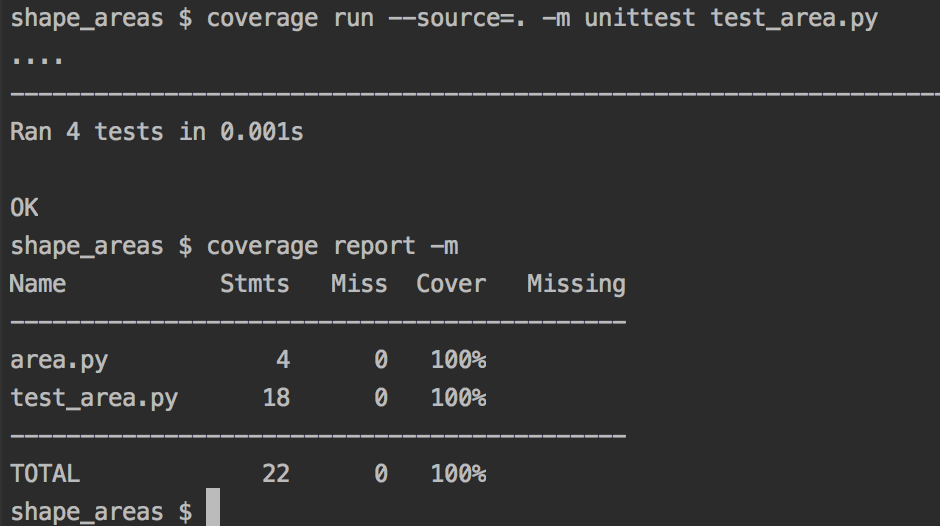 shape_areas $ coverage run --source=. -m unittest test_area.py
....
----------------------------------------------------------------------
Ran 4 tests in 0.001s

OK
shape_areas $ coverage report -m
Name           Stmts   Miss  Cover   Missing
--------------------------------------------
area.py            4      0   100%
test_area.py      18      0   100%
--------------------------------------------
TOTAL             22      0   100%
shape_areas $